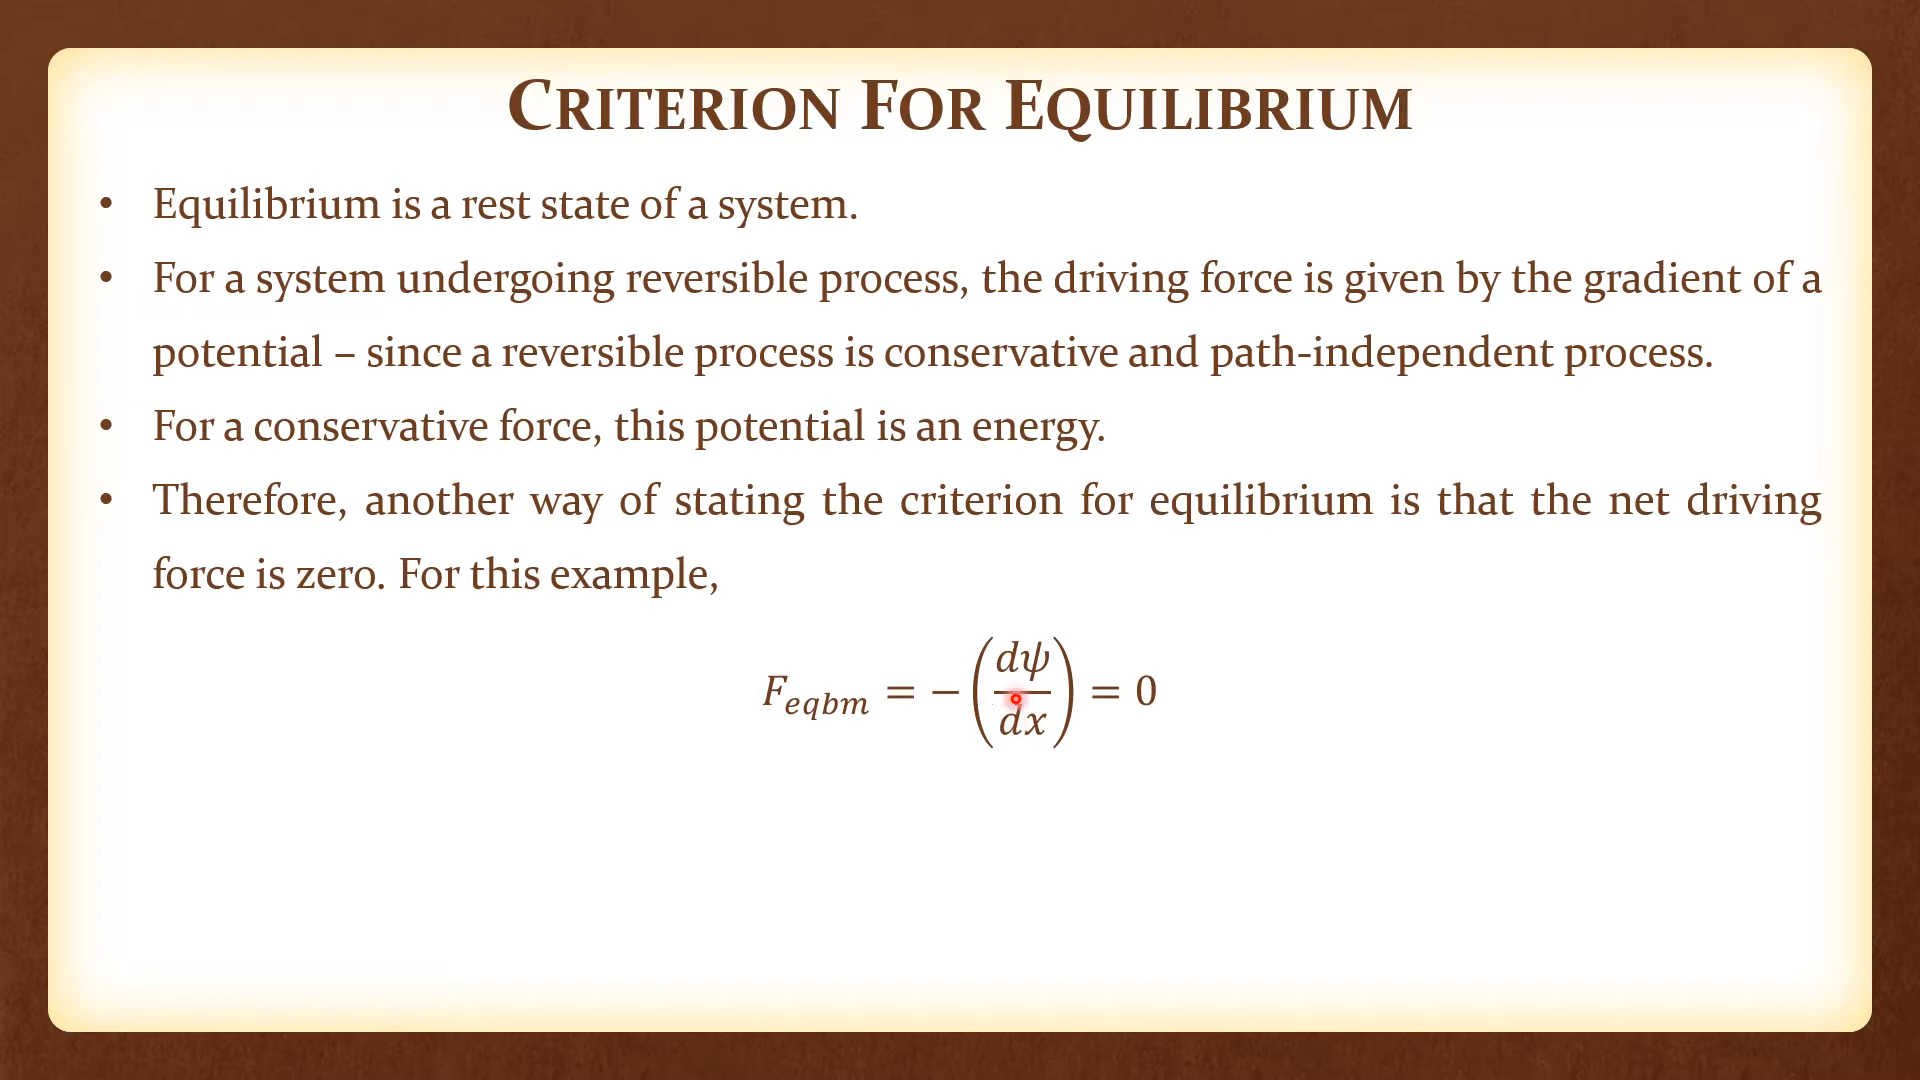 CRITERION FOR EQUILIBRIUM
• Equilibrium is a rest state of a system.
• For a system undergoing reversible process, the driving force is given by the gradient of a
potential – since a reversible process is conservative and path-independent process.
• For a conservative force, this potential is an energy.
• Therefore, another way of stating the criterion for equilibrium is that the net driving
force is zero. For this example,
F_{eqbm} = −(dψ/dx) = 0